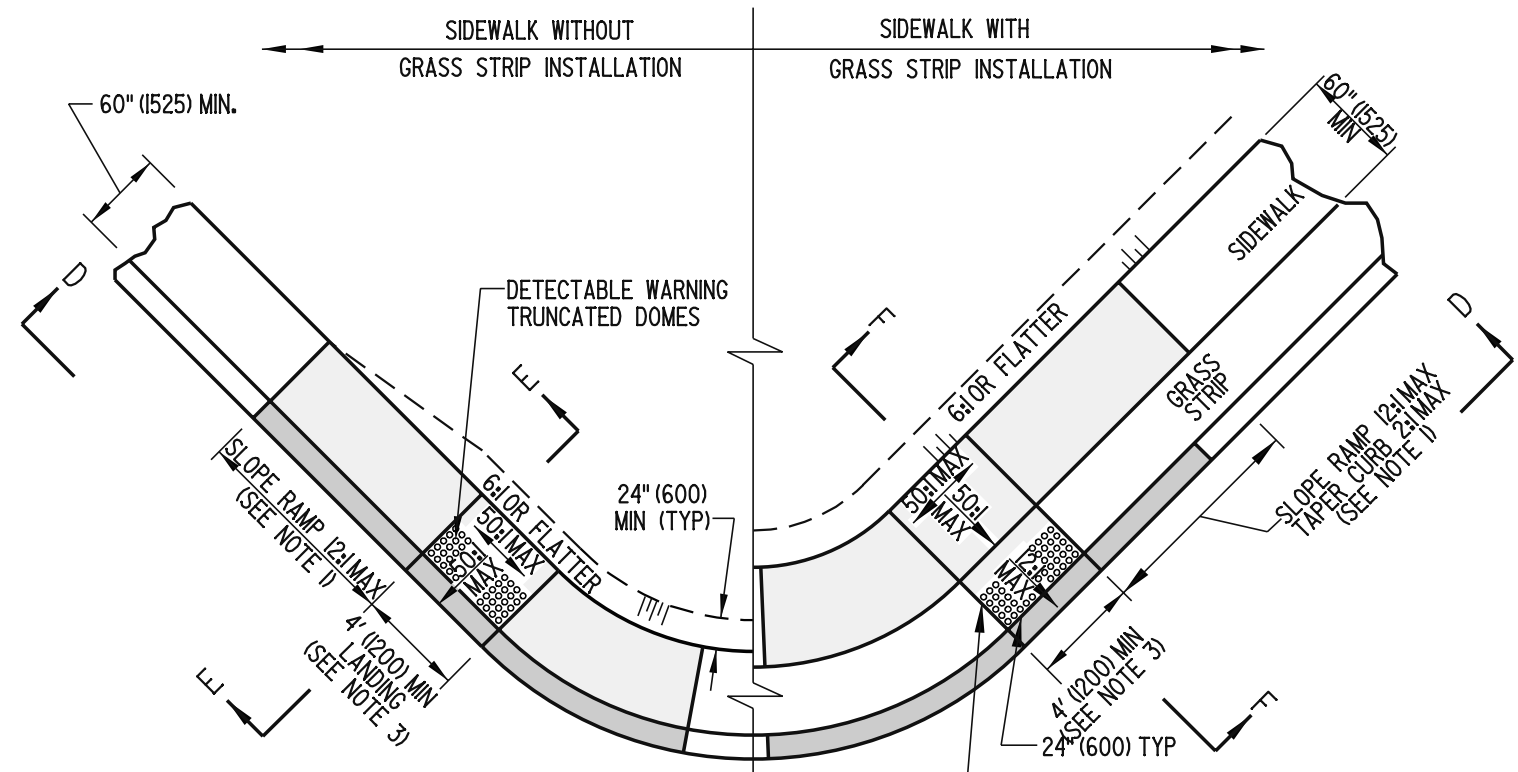 SIDEWALK WITHOUT
GRASS STRIP INSTALLATION
SIDEWALK WITH
GRASS STRIP INSTALLATION
60" (1525) MIN.
60" (1525)
MIN
D
DETECTABLE WARNING
TRUNCATED DOMES
E
F
SIDEWALK
D
6:1 OR FLATTER
GRASS
STRIP
SLOPE RAMP 12:1 MAX
TAPER CURB 2:1 MAX
(SEE NOTE 1)
SLOPE RAMP 12:1 MAX
(SEE NOTE 1)
6:1 OR FLATTER
50:1 MAX
50:1
MAX
24" (600)
MIN (TYP)
50:1 MAX
50:1
MAX
MAX
4' (1200) MIN
LANDING
(SEE NOTE 3)
4' (1200) MIN
(SEE NOTE 3)
E
F
24" (600) TYP